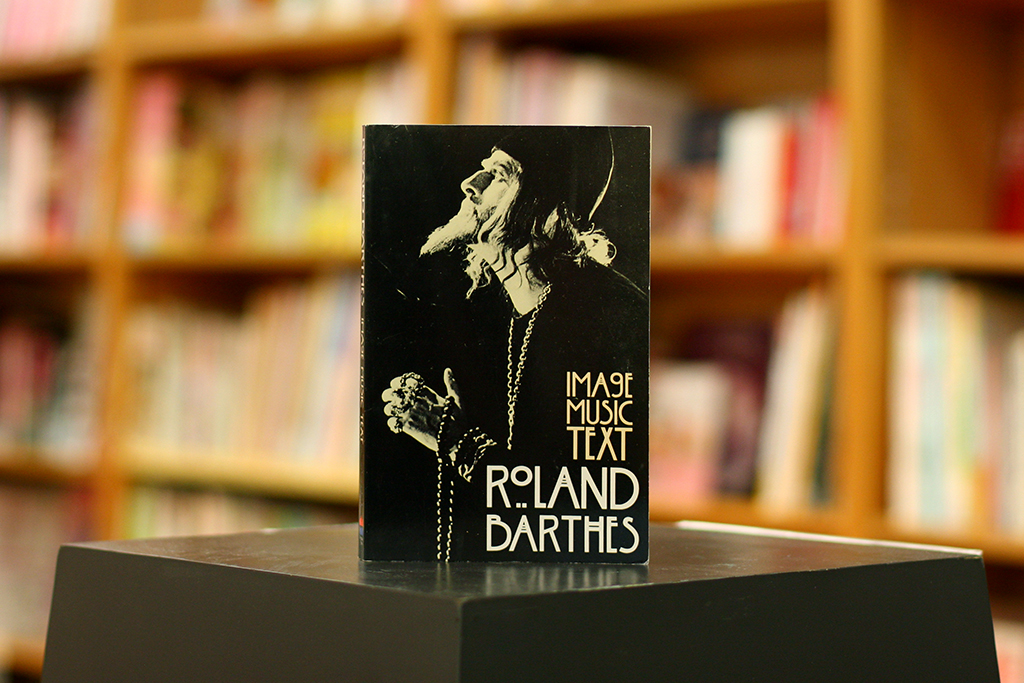 IMAGE
MUSIC
TEXT
ROLAND
BARTHES